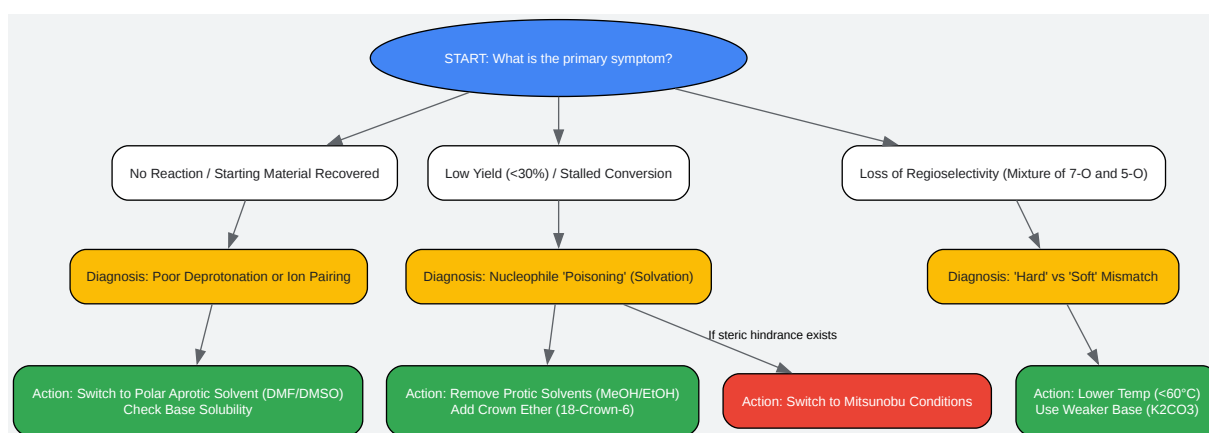 START: What is the primary symptom?
No Reaction / Starting Material Recovered
Low Yield (<30%) / Stalled Conversion
Loss of Regioselectivity (Mixture of 7-O and 5-O)
Diagnosis: Poor Deprotonation or Ion Pairing
Diagnosis: Nucleophile 'Poisoning' (Solvation)
Diagnosis: 'Hard' vs 'Soft' Mismatch
If steric hindrance exists
Action: Switch to Polar Aprotic Solvent (DMF/DMSO)
Check Base Solubility
Action: Remove Protic Solvents (MeOH/EtOH)
Add Crown Ether (18-Crown-6)
Action: Switch to Mitsunobu Conditions
Action: Lower Temp (<60°C)
Use Weaker Base (K2CO3)